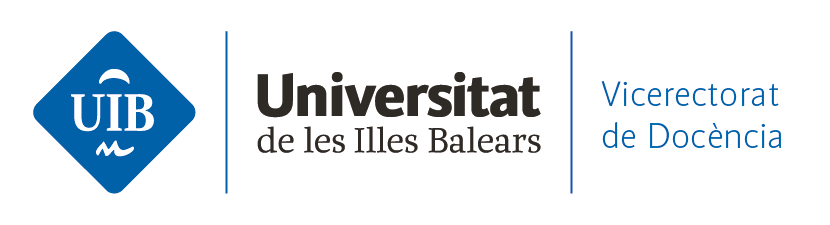 UIB
Universitat
de les Illes Balears
Vicerectorat
de Docència